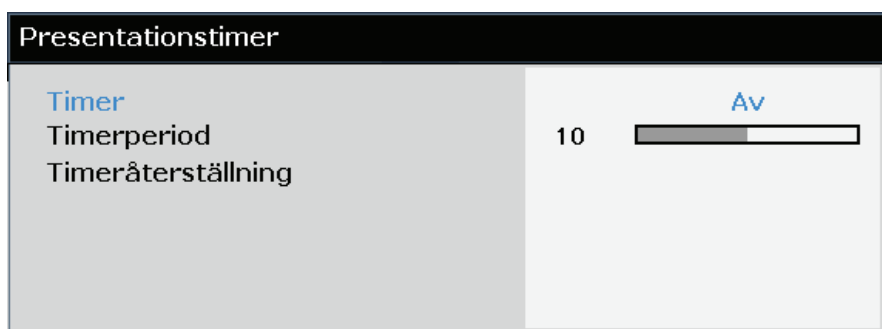 Presentationstimer
Timer Av
Timerperiod 10
Timeråterställning